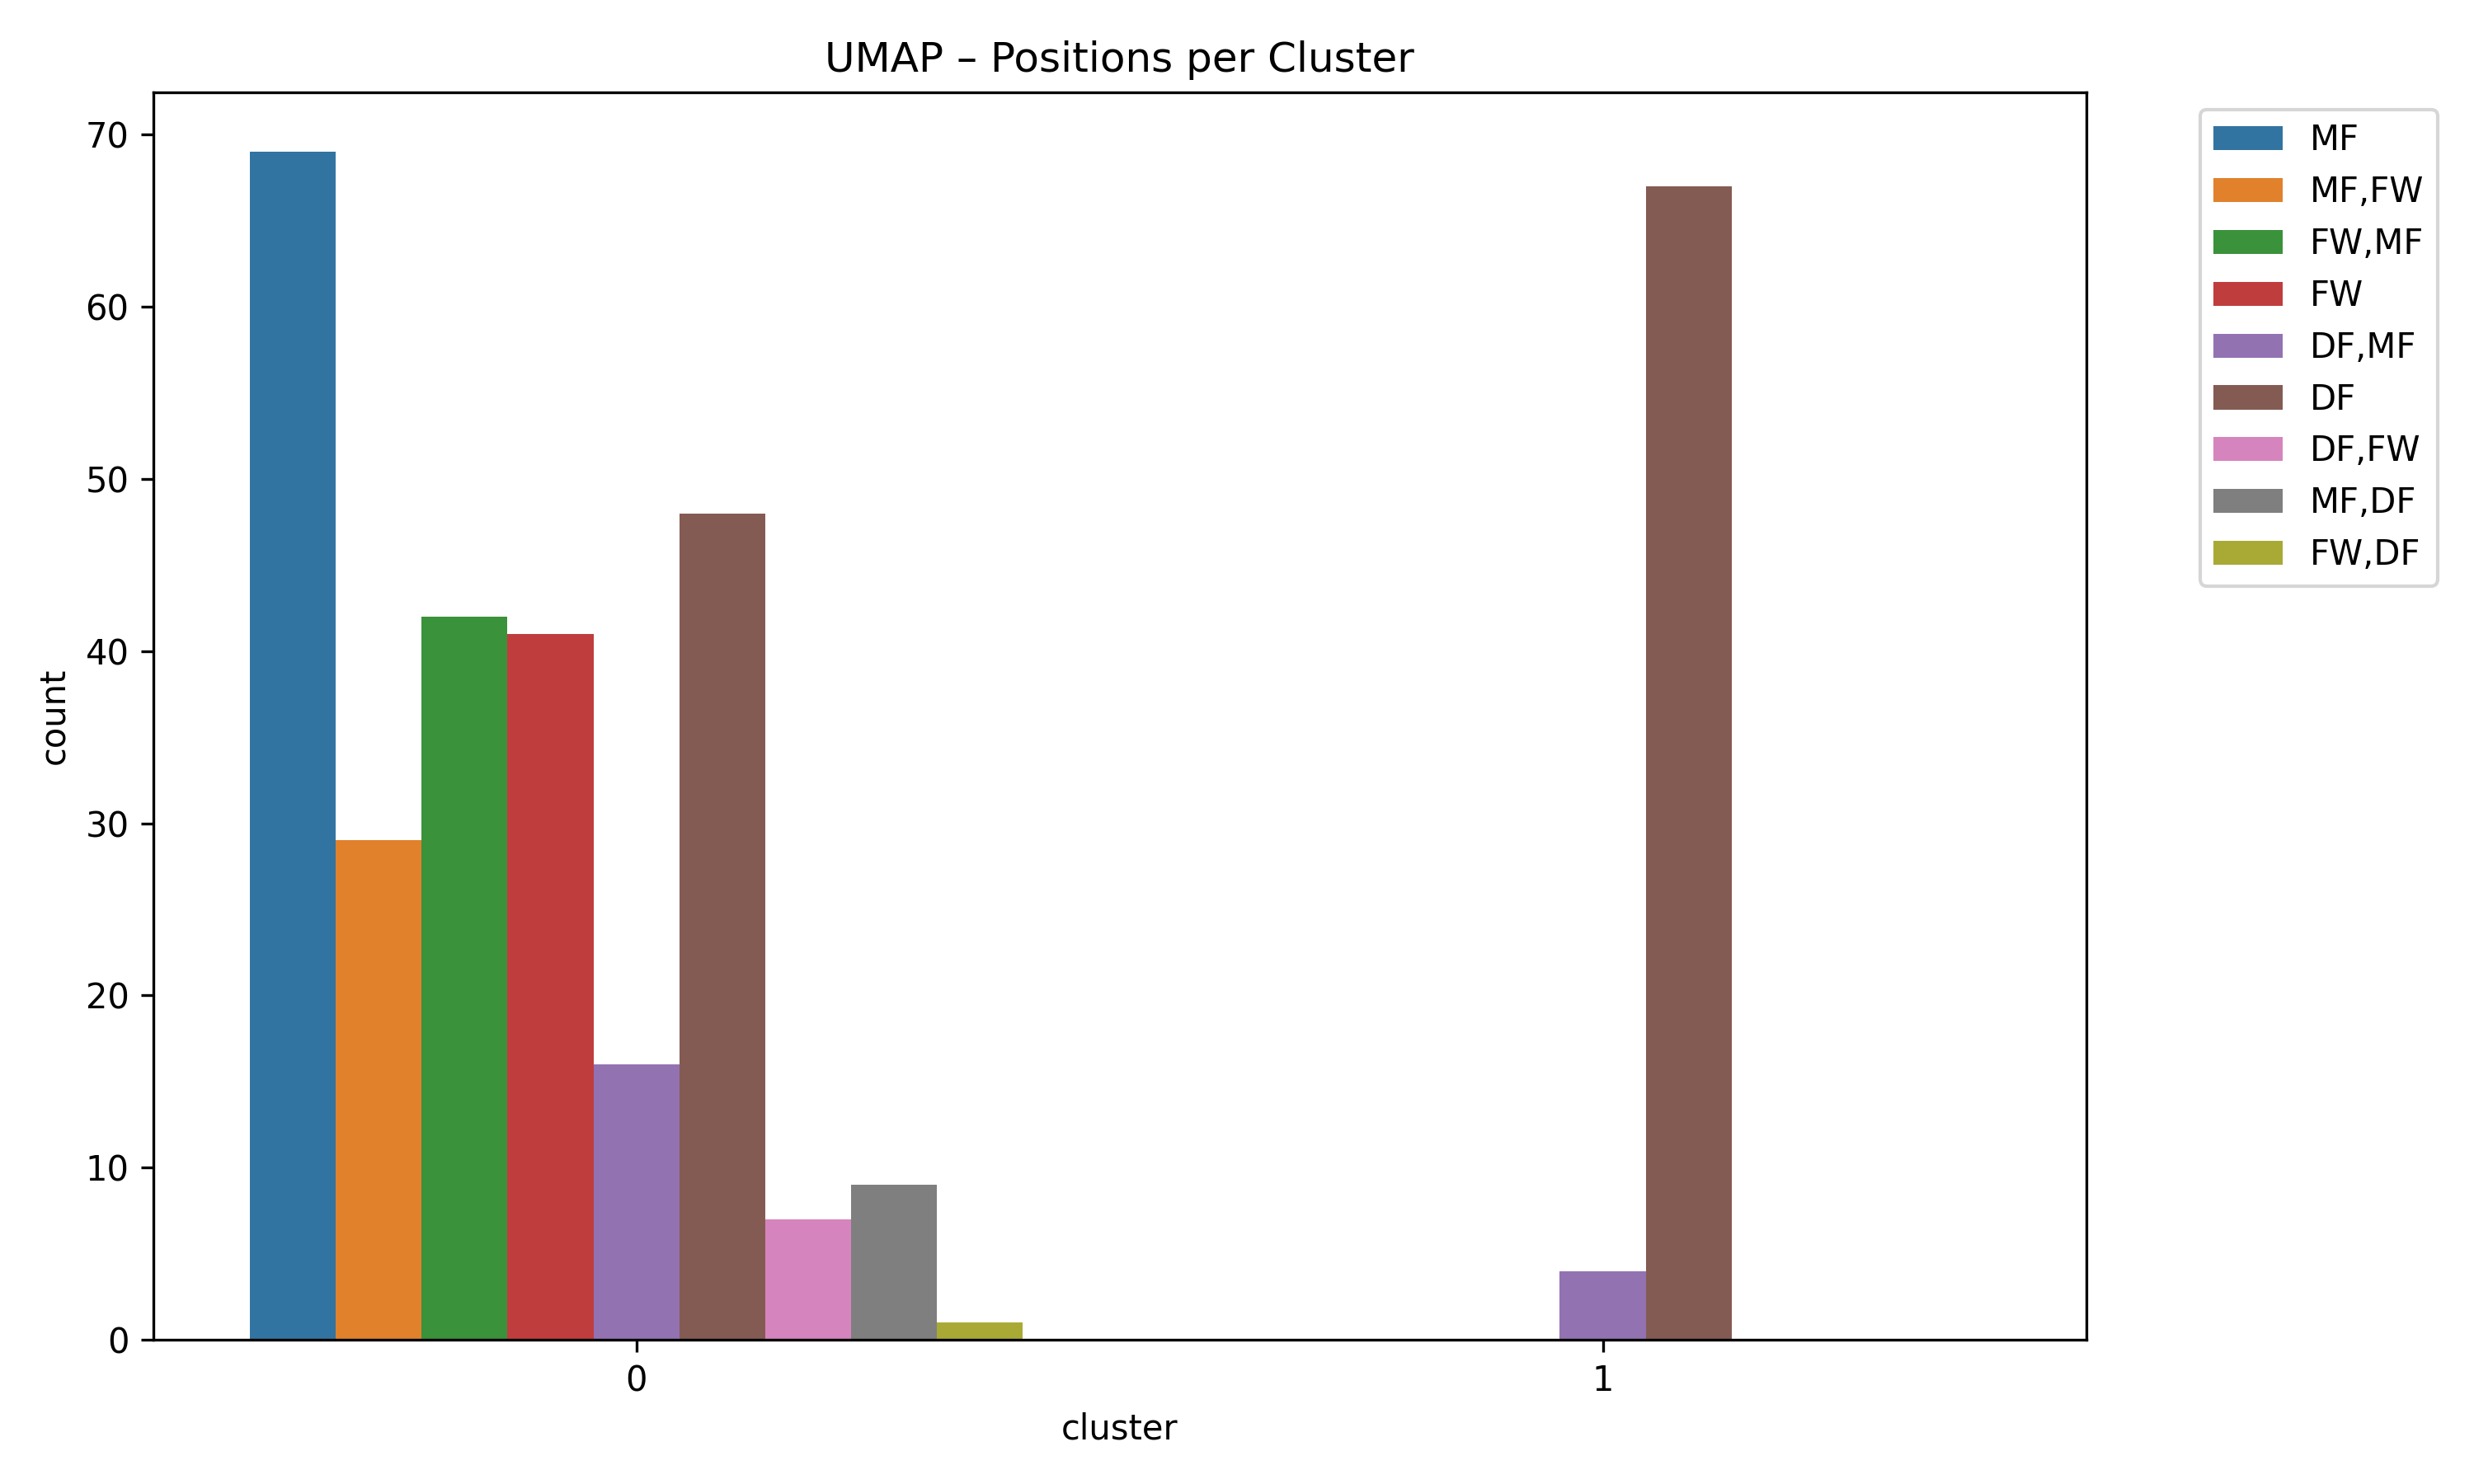 UMAP – Positions per Cluster
70
60
50
40
30
20
10
0
count
0
1
cluster
MF
MF,FW
FW,MF
FW
DF,MF
DF
DF,FW
MF,DF
FW,DF